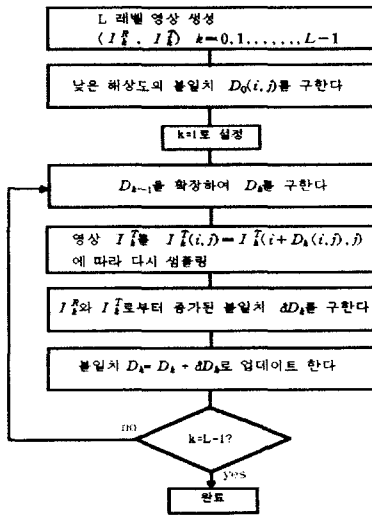 L 레벨 영상 생성
( I_k^R , I_k^T ) k=0,1,......,L-1
낮은 해상도의 불일치 D_0(i,j)를 구한다
k=1로 설정
D_{k-1}를 확장하여 D_k를 구한다
영상 I_k^T를 I_k^T(i,j)=I_k^T(i+D_k(i,j),j)
에 따라 다시 샘플링
I_k^R와 I_k^T로부터 증가된 불일치 δD_k를 구한다
불일치 D_k= D_k + δD_k로 업데이트 한다
no
k=L-1?
yes
완료